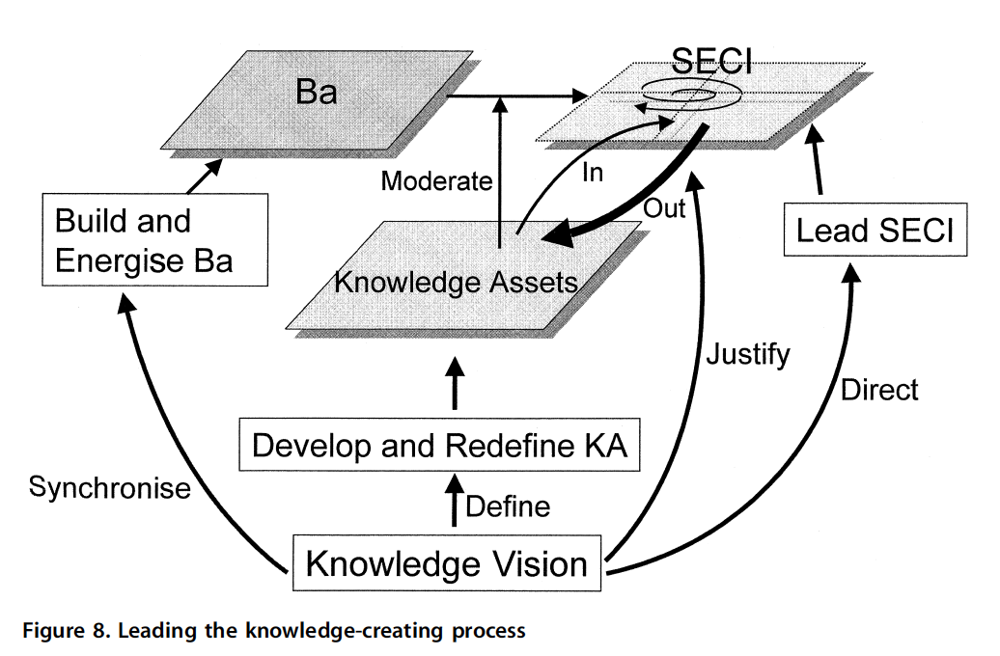 SECI
Ba
Moderate
In
Out
Build and
Energise Ba
Lead SECI
Knowledge Assets
Justify
Direct
Develop and Redefine KA
Synchronise
Define
Knowledge Vision
Figure 8. Leading the knowledge-creating process